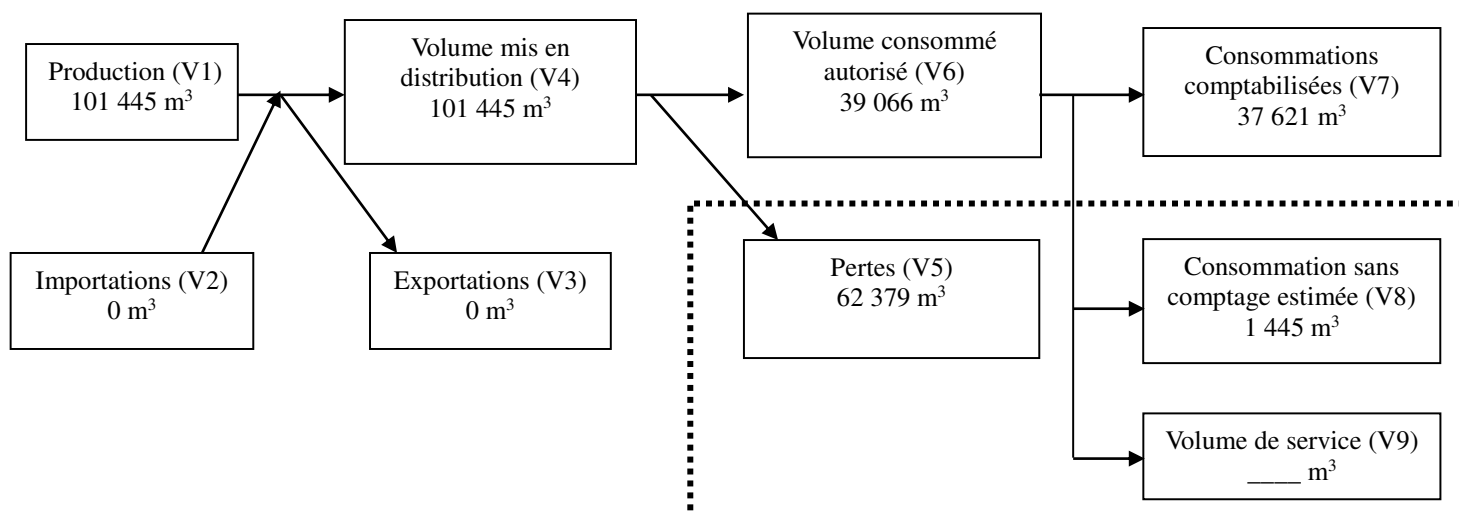 Production (V1)
101 445 m³
Volume mis en
distribution (V4)
101 445 m³
Volume consommé
autorisé (V6)
39 066 m³
Consommations
comptabilisées (V7)
37 621 m³
Importations (V2)
0 m³
Exportations (V3)
0 m³
Pertes (V5)
62 379 m³
Consommation sans
comptage estimée (V8)
1 445 m³
Volume de service (V9)
____ m³